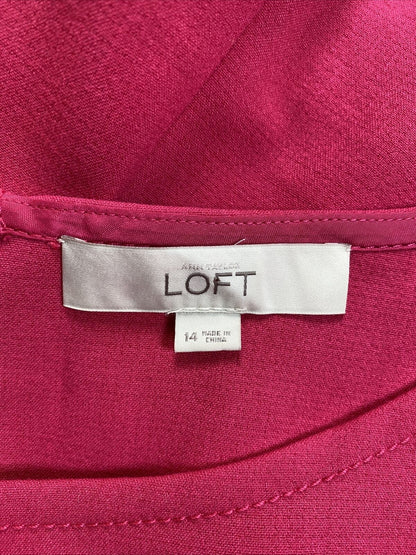 ANN TAYLOR
LOFT
14 MADE IN
CHINA